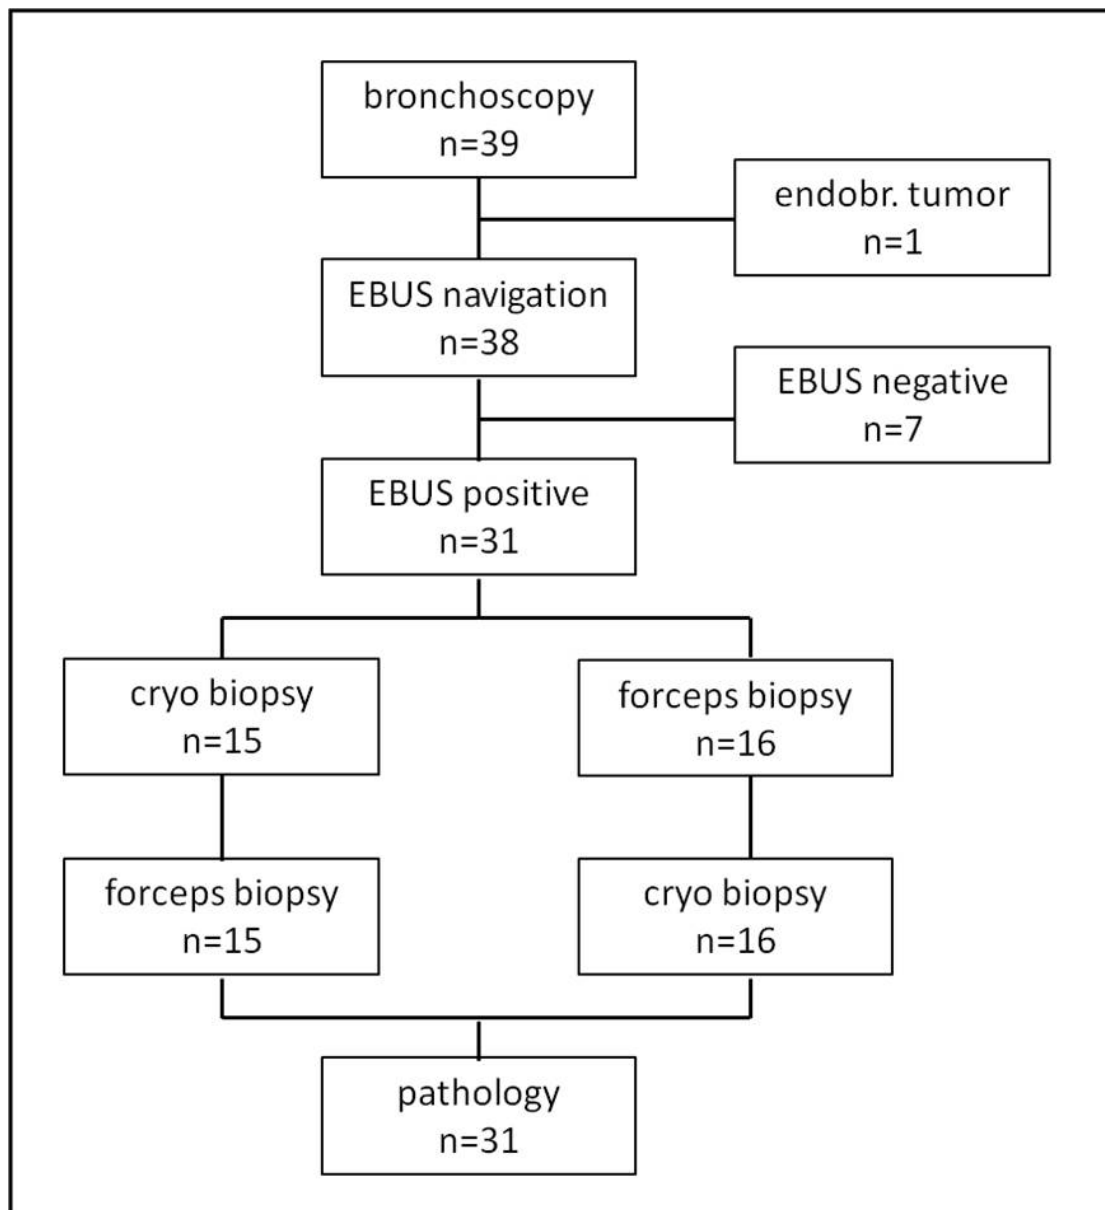 bronchoscopy
n=39
endobr. tumor
n=1
EBUS navigation
n=38
EBUS negative
n=7
EBUS positive
n=31
cryo biopsy
n=15
forceps biopsy
n=16
forceps biopsy
n=15
cryo biopsy
n=16
pathology
n=31